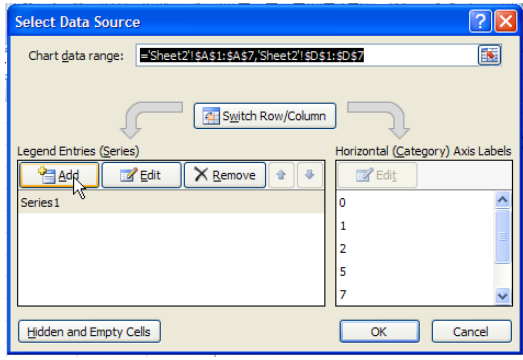 Select Data Source
Chart data range: ='Sheet2'!$A$1:$A$7,'Sheet2'!$D$1:$D$7
Switch Row/Column
Legend Entries (Series)
Horizontal (Category) Axis Labels
Add Edit Remove
Edit
Series1
0
1
2
5
7
Hidden and Empty Cells
OK Cancel